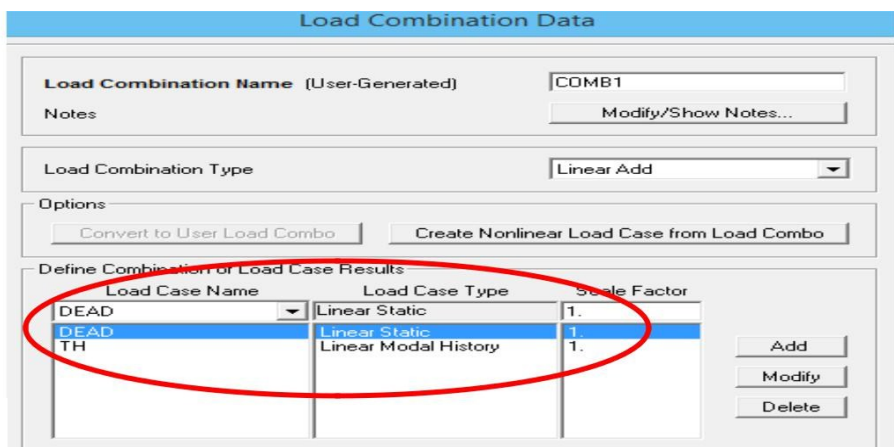 Load Combination Data
Load Combination Name (User-Generated) COMB1
Notes Modify/Show Notes...
Load Combination Type Linear Add
Options
Convert to User Load Combo Create Nonlinear Load Case from Load Combo
Define Combination of Load Case Results
Load Case Name Load Case Type Scale Factor
DEAD Linear Static 1.
DEAD Linear Static 1.
TH Linear Modal History 1.
Add
Modify
Delete